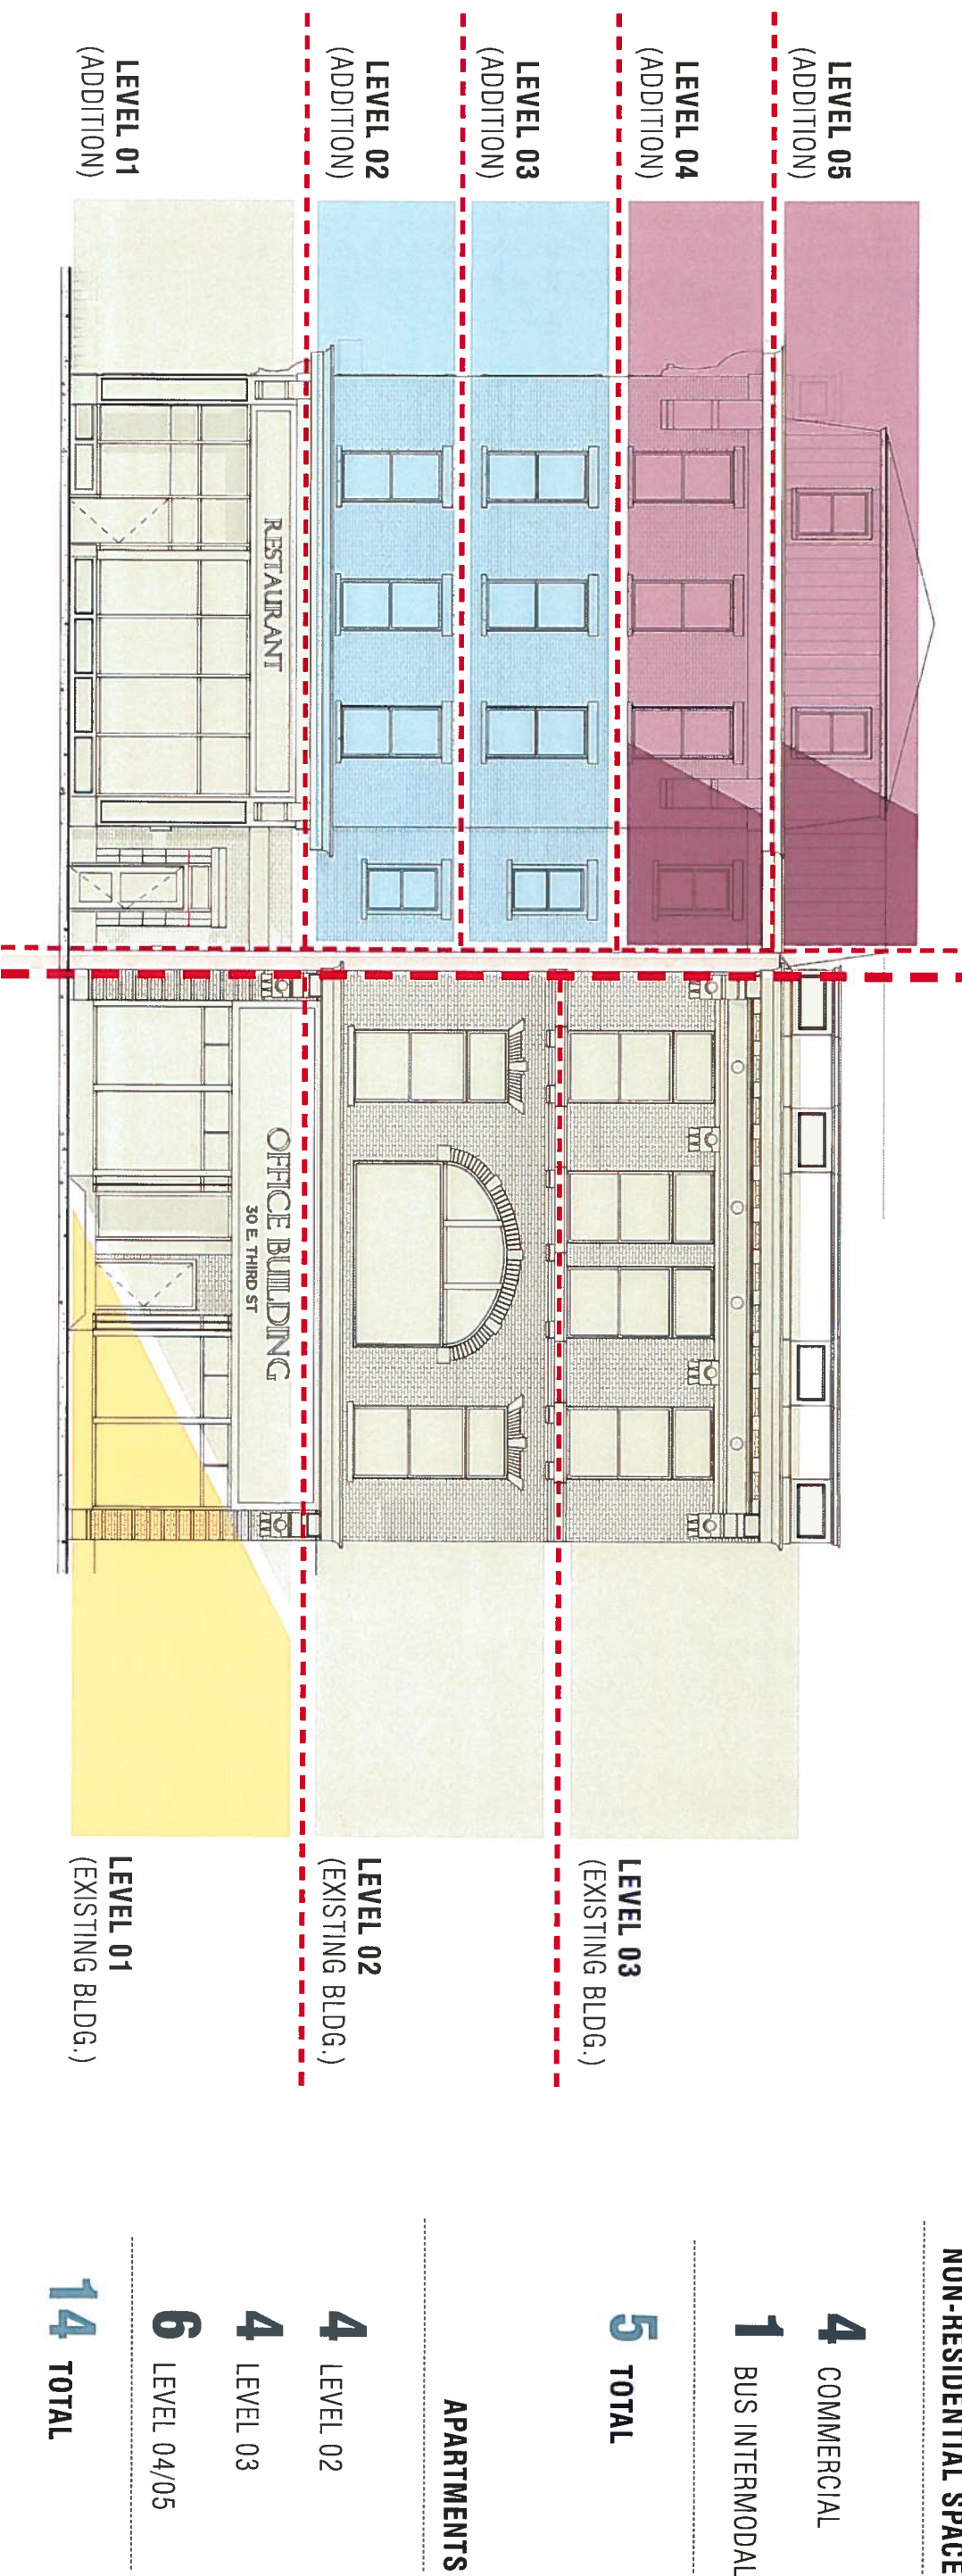 LEVEL 05
(ADDITION)
LEVEL 04
(ADDITION)
LEVEL 03
(ADDITION)
LEVEL 02
(ADDITION)
LEVEL 01
(ADDITION)
RESTAURANT
OFFICE BUILDING
30 E. THIRD ST
LEVEL 03
(EXISTING BLDG.)
LEVEL 02
(EXISTING BLDG.)
LEVEL 01
(EXISTING BLDG.)
NON-RESIDENTIAL SPACE
4 COMMERCIAL
1 BUS INTERMODAL
5 TOTAL
APARTMENTS
4 LEVEL 02
4 LEVEL 03
6 LEVEL 04/05
14 TOTAL